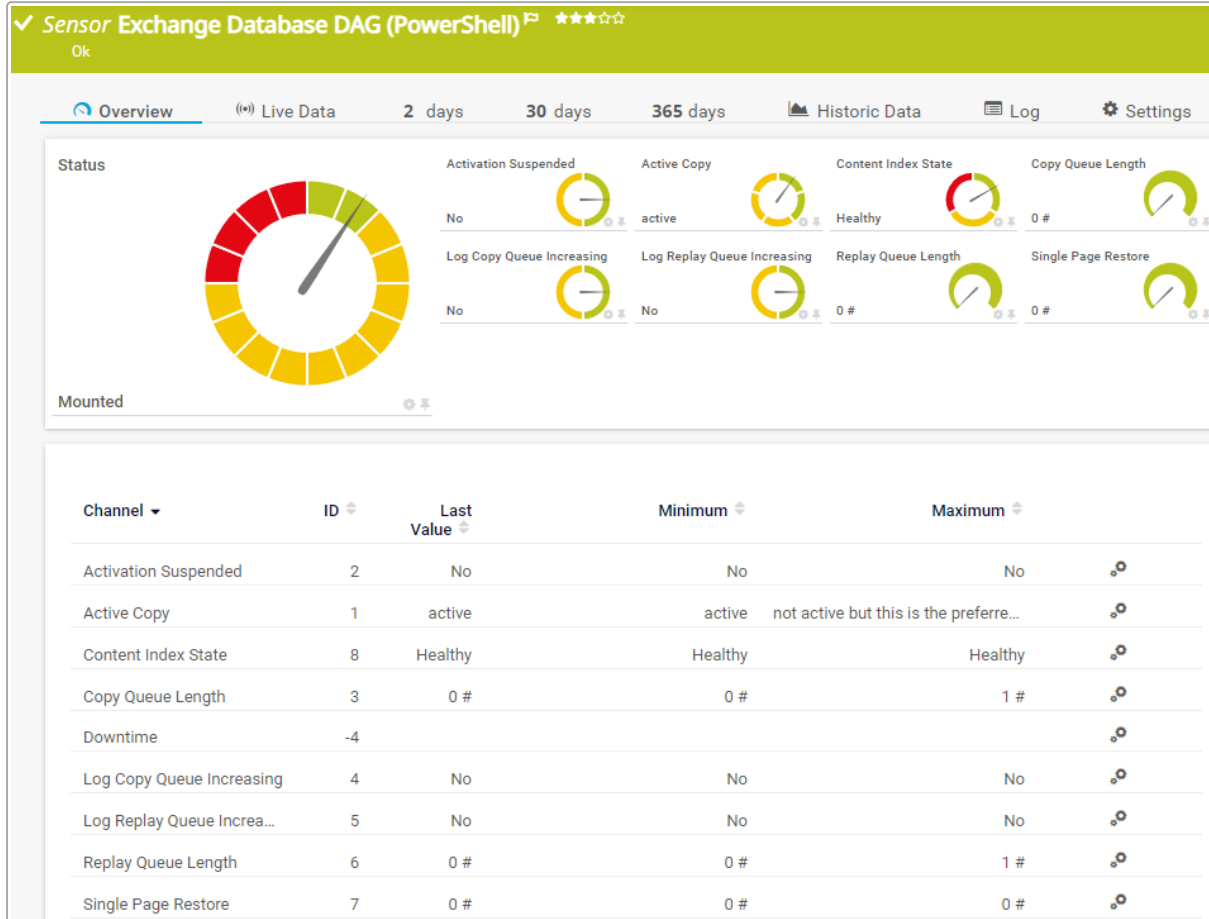 Sensor Exchange Database DAG (PowerShell)
Ok
Overview Live Data 2 days 30 days 365 days Historic Data Log Settings
Status
Mounted
Activation Suspended
No
Active Copy
active
Content Index State
Healthy
Copy Queue Length
0 #
Log Copy Queue Increasing
No
Log Replay Queue Increasing
No
Replay Queue Length
0 #
Single Page Restore
0 #
Channel ID Last Value Minimum Maximum
Activation Suspended 2 No No No
Active Copy 1 active active not active but this is the preferre...
Content Index State 8 Healthy Healthy Healthy
Copy Queue Length 3 0 # 0 # 1 #
Downtime -4
Log Copy Queue Increasing 4 No No No
Log Replay Queue Increa... 5 No No No
Replay Queue Length 6 0 # 0 # 1 #
Single Page Restore 7 0 # 0 # 0 #